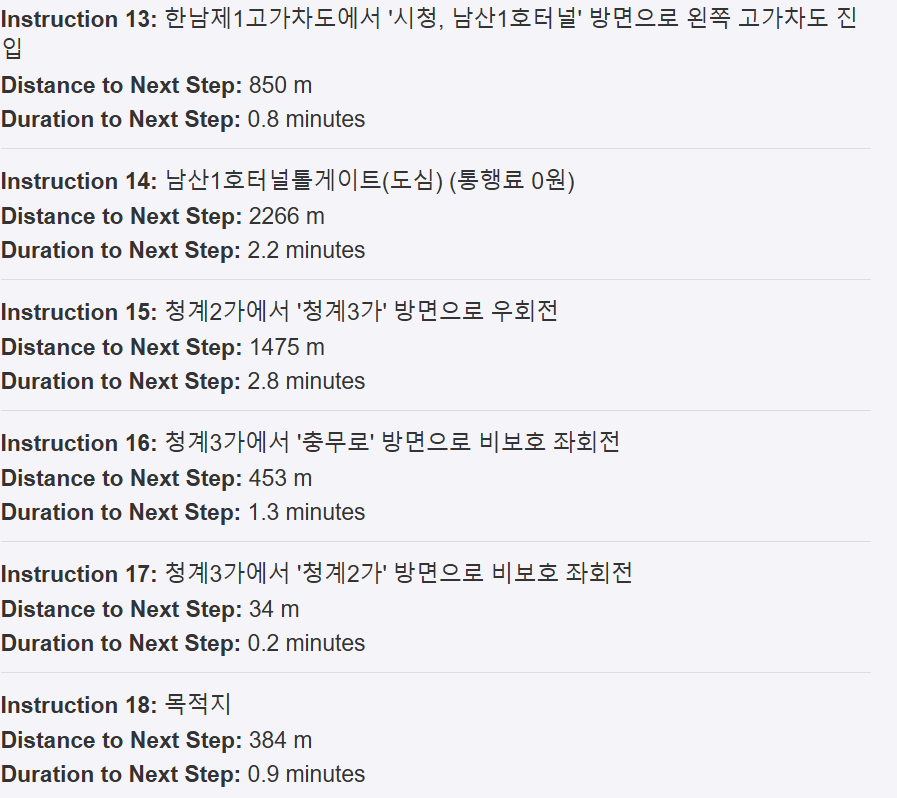 Instruction 13: 한남제1고가차도에서 '시청, 남산1호터널' 방면으로 왼쪽 고가차도 진
입
Distance to Next Step: 850 m
Duration to Next Step: 0.8 minutes
Instruction 14: 남산1호터널톨게이트(도심) (통행료 0원)
Distance to Next Step: 2266 m
Duration to Next Step: 2.2 minutes
Instruction 15: 청계2가에서 '청계3가' 방면으로 우회전
Distance to Next Step: 1475 m
Duration to Next Step: 2.8 minutes
Instruction 16: 청계3가에서 '충무로' 방면으로 비보호 좌회전
Distance to Next Step: 453 m
Duration to Next Step: 1.3 minutes
Instruction 17: 청계3가에서 '청계2가' 방면으로 비보호 좌회전
Distance to Next Step: 34 m
Duration to Next Step: 0.2 minutes
Instruction 18: 목적지
Distance to Next Step: 384 m
Duration to Next Step: 0.9 minutes